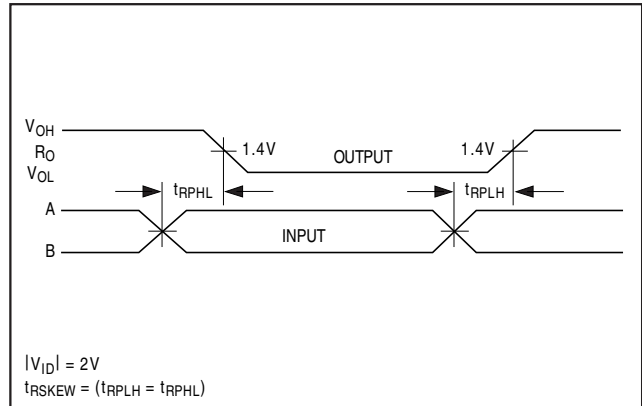 VOH
RO
VOL
1.4V
OUTPUT
1.4V
tRPHL
tRPLH
A
INPUT
B
|VID| = 2V
tRSKEW = (tRPLH = tRPHL)